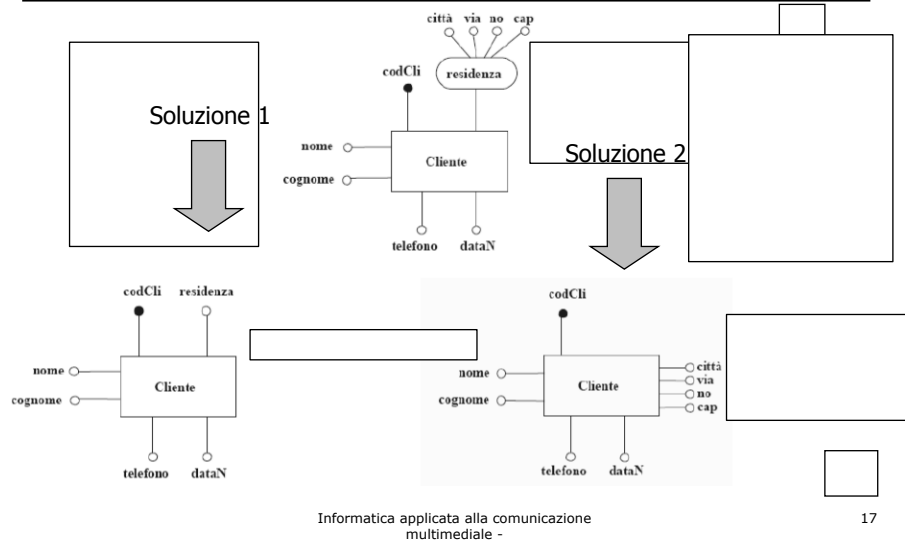 città via no cap
codCli
residenza
Soluzione 1
nome
Cliente
cognome
Soluzione 2
telefono dataN
codCli residenza
nome
Cliente
cognome
telefono dataN
codCli
nome
Cliente
cognome
città
via
no
cap
telefono dataN
Informatica applicata alla comunicazione
multimediale -
17